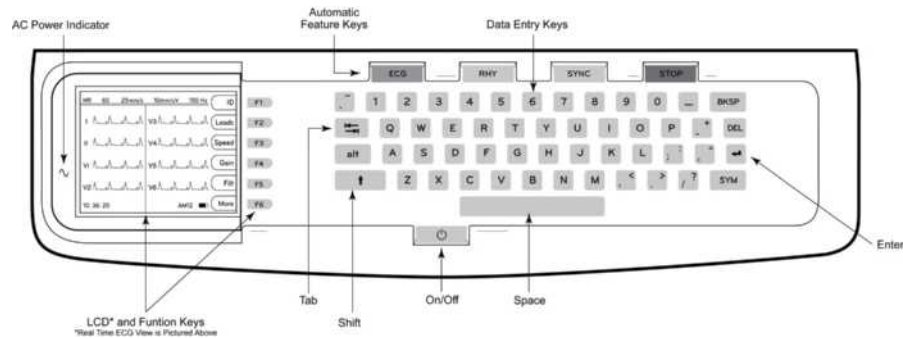 Automatic
Feature Keys
Data Entry Keys
AC Power Indicator
ECG RHY SYNC STOP
1 2 3 4 5 6 7 8 9 0 BKSP
Q W E R T Y U I O P DEL
alt A S D F G H J K L
Z X C V B N M SYM
ID
Leads
Speed
Gain
More
F1
F2
F3
F4
F5
F6
I V3
II V4
V1 V5
V2 V6
Enter
Tab
Shift
On/Off
Space
LCD* and Funtion Keys
*Real Time ECG View is Pictured Above